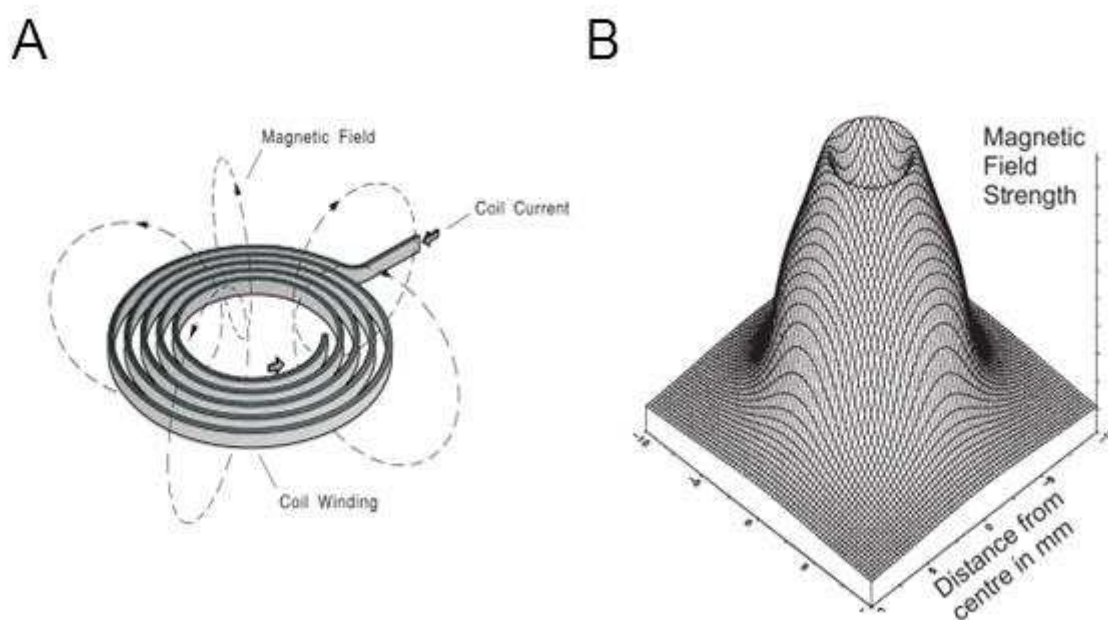 A
B
Magnetic Field
Coil Current
Coil Winding
Magnetic
Field
Strength
Distance from
centre in mm